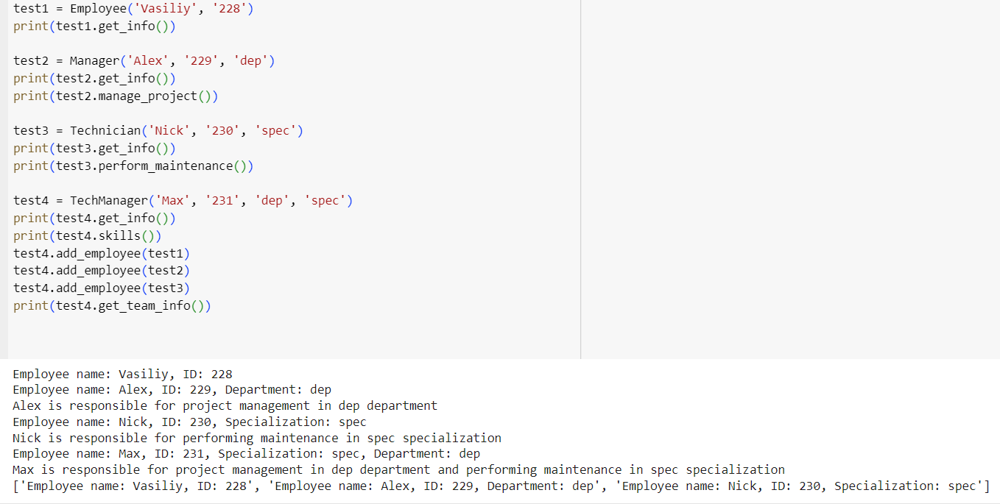 test1 = Employee('Vasiliy', '228')
print(test1.get_info())
test2 = Manager('Alex', '229', 'dep')
print(test2.get_info())
print(test2.manage_project())
test3 = Technician('Nick', '230', 'spec')
print(test3.get_info())
print(test3.perform_maintenance())
test4 = TechManager('Max', '231', 'dep', 'spec')
print(test4.get_info())
print(test4.skills())
test4.add_employee(test1)
test4.add_employee(test2)
test4.add_employee(test3)
print(test4.get_team_info())
Employee name: Vasiliy, ID: 228
Employee name: Alex, ID: 229, Department: dep
Alex is responsible for project management in dep department
Employee name: Nick, ID: 230, Specialization: spec
Nick is responsible for performing maintenance in spec specialization
Employee name: Max, ID: 231, Specialization: spec, Department: dep
Max is responsible for project management in dep department and performing maintenance in spec specialization
['Employee name: Vasiliy, ID: 228', 'Employee name: Alex, ID: 229, Department: dep', 'Employee name: Nick, ID: 230, Specialization: spec']